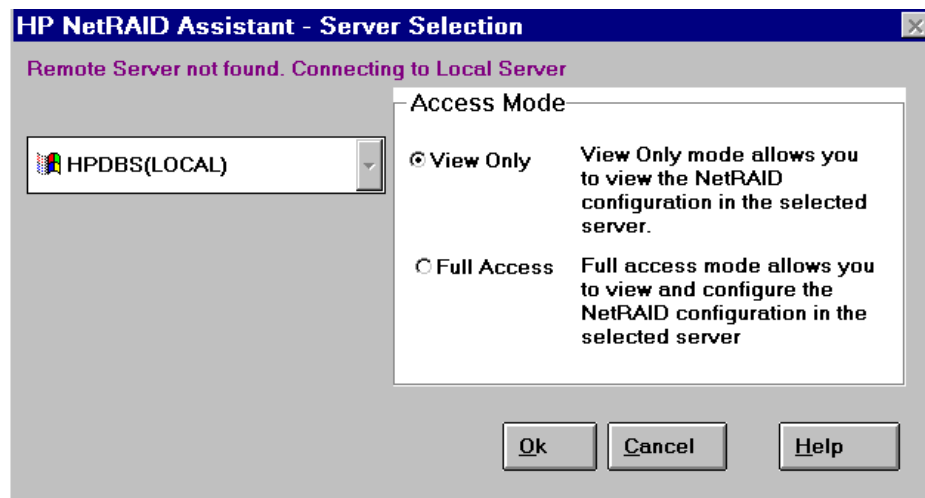 HP NetRAID Assistant - Server Selection
Remote Server not found. Connecting to Local Server
HPDBS(LOCAL)
Access Mode
View Only
View Only mode allows you
to view the NetRAID
configuration in the selected
server.
Full Access
Full access mode allows you
to view and configure the
NetRAID configuration in the
selected server
Ok
Cancel
Help